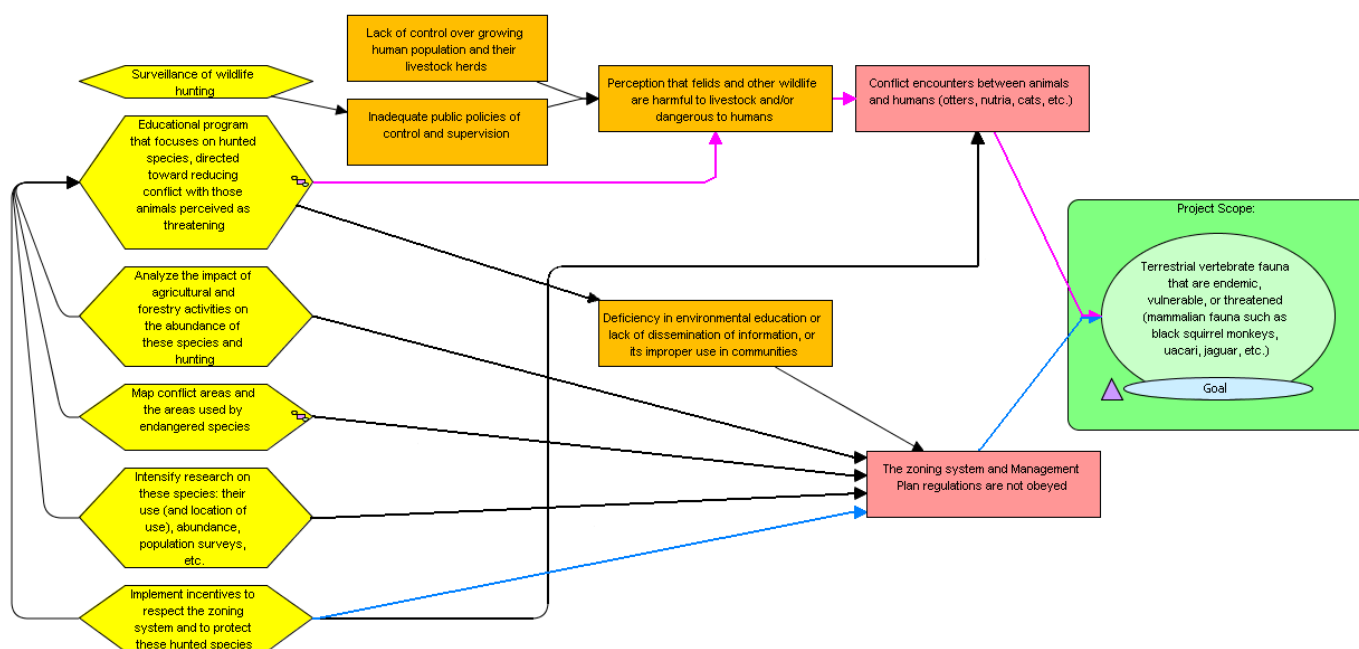 Lack of control over growing
human population and their
livestock herds
Surveillance of wildlife
hunting
Inadequate public policies of
control and supervision
Perception that felids and other wildlife
are harmful to livestock and/or
dangerous to humans
Conflict encounters between animals
and humans (otters, nutria, cats, etc.)
Educational program
that focuses on hunted
species, directed
toward reducing
conflict with those
animals perceived as
threatening
Project Scope:
Terrestrial vertebrate fauna
that are endemic,
vulnerable, or threatened
(mammalian fauna such as
black squirrel monkeys,
uacari, jaguar, etc.)
Goal
Analyze the impact of
agricultural and
forestry activities on
the abundance of
these species and
hunting
Deficiency in environmental education or
lack of dissemination of information, or
its improper use in communities
Map conflict areas and
the areas used by
endangered species
The zoning system and Management
Plan regulations are not obeyed
Intensify research on
these species: their
use (and location of
use), abundance,
population surveys,
etc.
Implement incentives to
respect the zoning
system and to protect
these hunted species